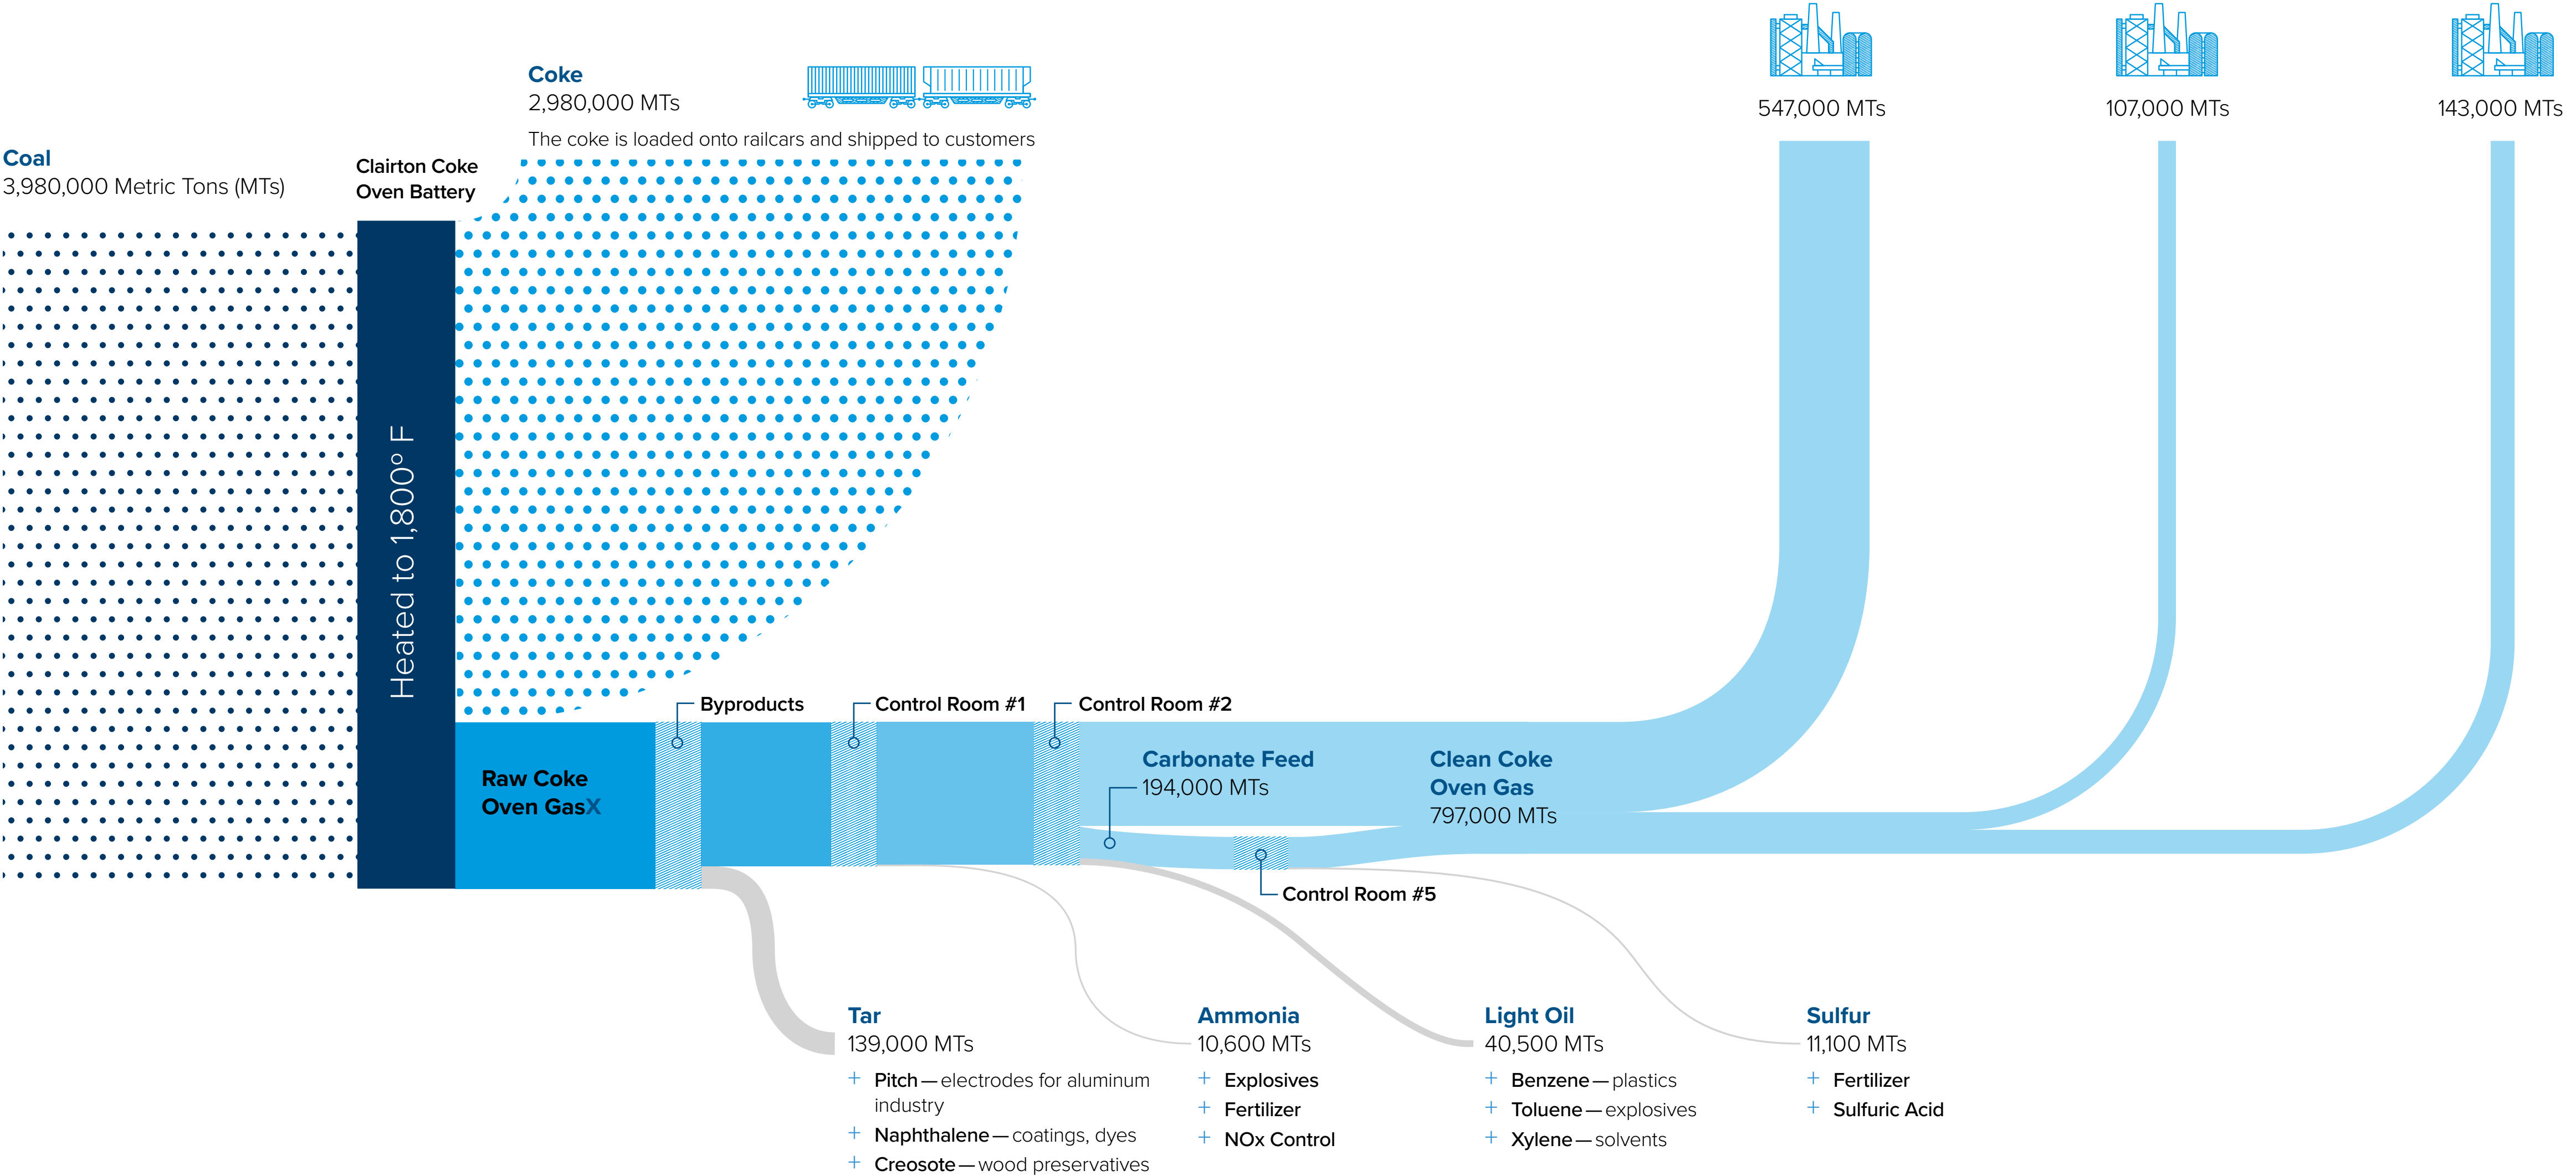 Coke
2,980,000 MTs
The coke is loaded onto railcars and shipped to customers
547,000 MTs
107,000 MTs
143,000 MTs
Coal
3,980,000 Metric Tons (MTs)
Clairton Coke
Oven Battery
Heated to 1,800° F
Byproducts
Control Room #1
Control Room #2
Raw Coke
Oven GasX
Carbonate Feed
194,000 MTs
Clean Coke
Oven Gas
797,000 MTs
Control Room #5
Tar
139,000 MTs
+ Pitch — electrodes for aluminum
industry
+ Naphthalene — coatings, dyes
+ Creosote — wood preservatives
Ammonia
10,600 MTs
+ Explosives
+ Fertilizer
+ NOx Control
Light Oil
40,500 MTs
+ Benzene — plastics
+ Toluene — explosives
+ Xylene — solvents
Sulfur
11,100 MTs
+ Fertilizer
+ Sulfuric Acid